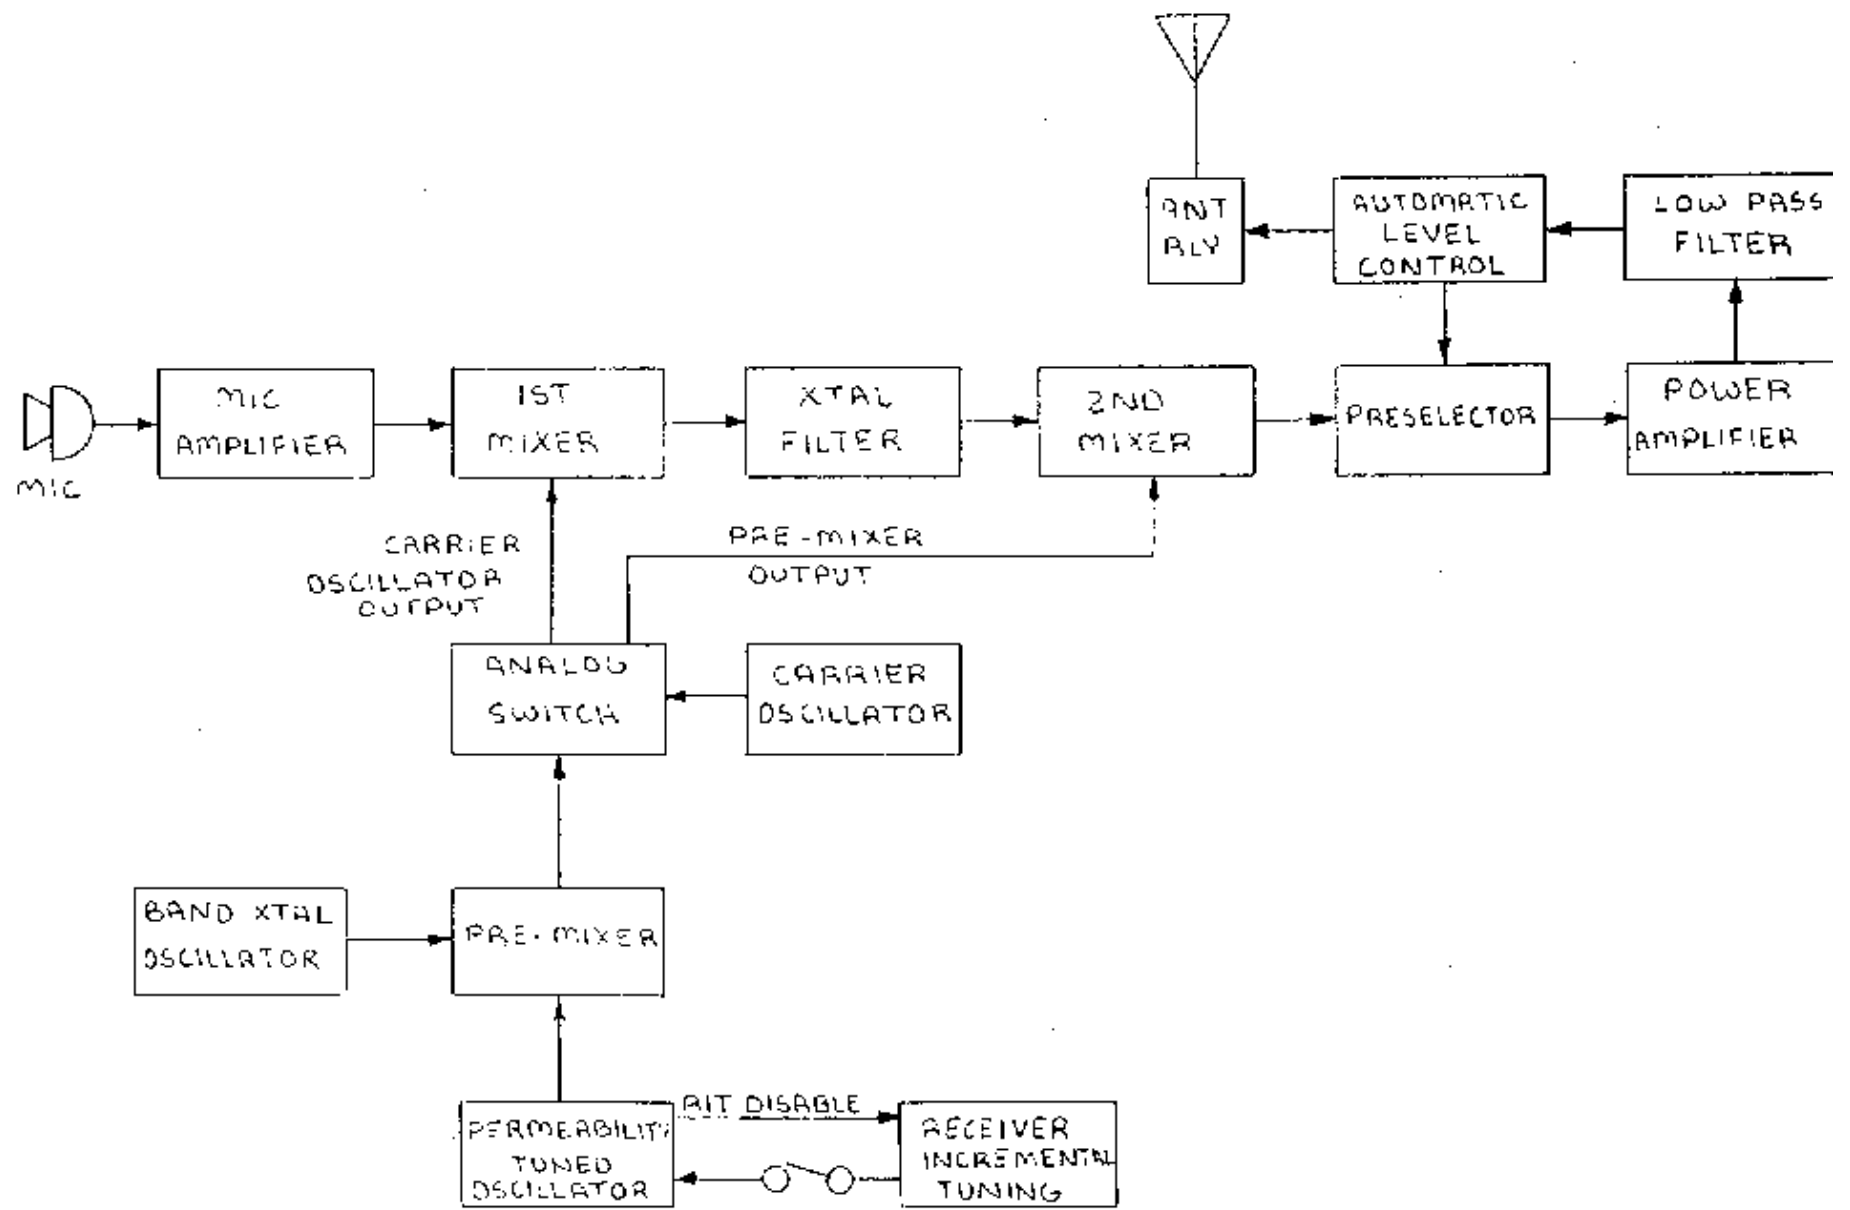 ANT
RLY
AUTOMATIC
LEVEL
CONTROL
LOW PASS
FILTER
MIC
MIC
AMPLIFIER
1ST
MIXER
XTAL
FILTER
2ND
MIXER
PRESELECTOR
POWER
AMPLIFIER
CARRIER
OSCILLATOR
OUTPUT
PRE-MIXER
OUTPUT
ANALOG
SWITCH
CARRIER
OSCILLATOR
BAND XTAL
OSCILLATOR
PRE-MIXER
PERMEABILITY
TUNED
OSCILLATOR
RIT DISABLE
RECEIVER
INCREMENTAL
TUNING